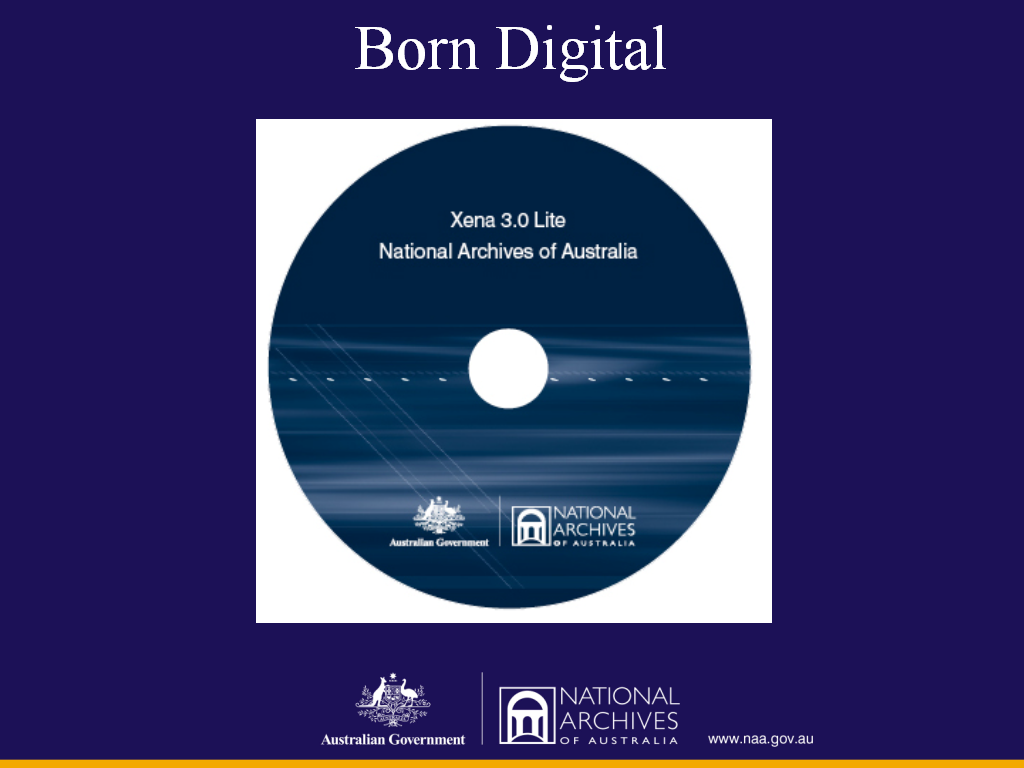 Born Digital
Xena 3.0 Lite
National Archives of Australia
Australian Government
NATIONAL
ARCHIVES
OF AUSTRALIA
Australian Government
NATIONAL
ARCHIVES
OF AUSTRALIA
www.naa.gov.au